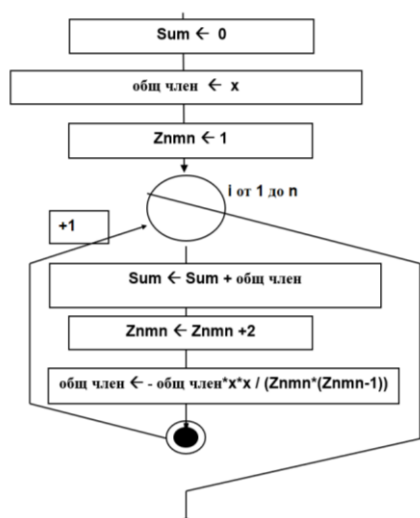 Sum ← 0
общ член ← x
Znmn ← 1
i от 1 до n
+1
Sum ← Sum + общ член
Znmn ← Znmn +2
общ член ← - общ член*x*x / (Znmn*(Znmn-1))